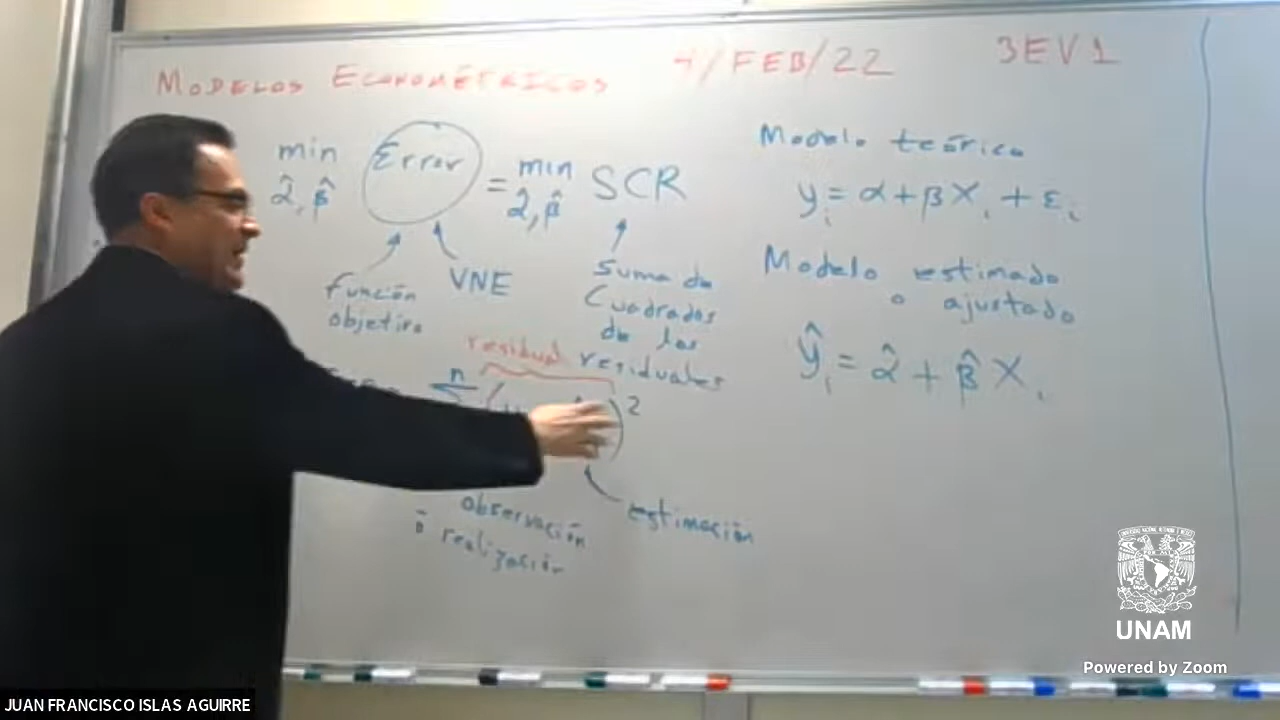 MODELOS ECONOMÉTRICOS 4/FEB/22 3EV1
min Error = min SCR
α̂, β̂ α̂, β̂
función objetivo
VNE
Suma de
Cuadrados
de los
residuales
residual
n
Σ ( )²
observación
ó realización
estimación
Modelo teórico
yᵢ = α + βXᵢ + εᵢ
Modelo estimado
o ajustado
ŷᵢ = α̂ + β̂Xᵢ
UNAM
Powered by Zoom
JUAN FRANCISCO ISLAS AGUIRRE